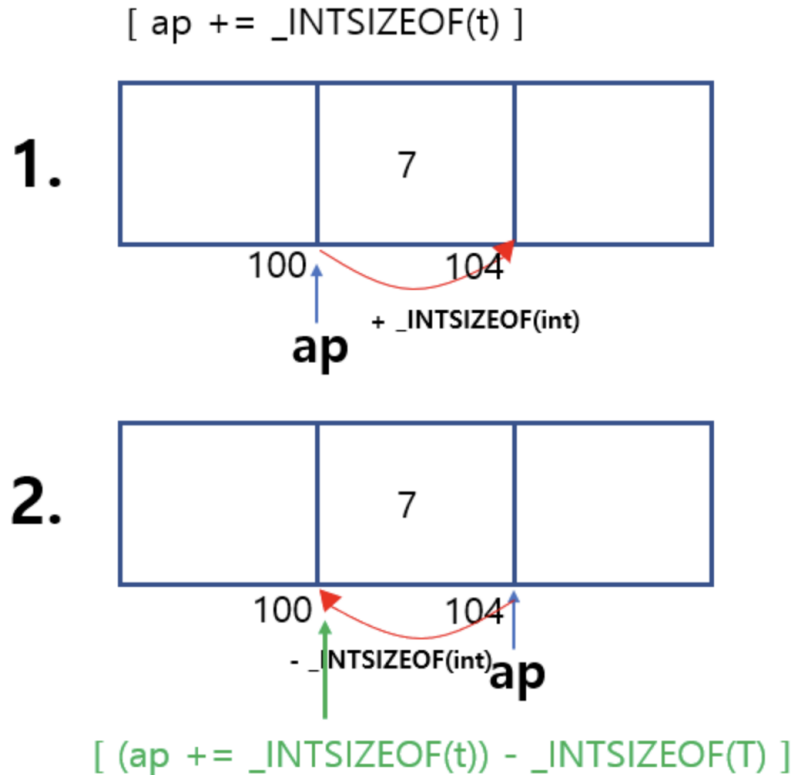 [ ap += _INTSIZEOF(t) ]
1.
7
100
104
+ _INTSIZEOF(int)
ap
2.
7
100
104
- _INTSIZEOF(int)
ap
[ (ap += _INTSIZEOF(t)) - _INTSIZEOF(T) ]